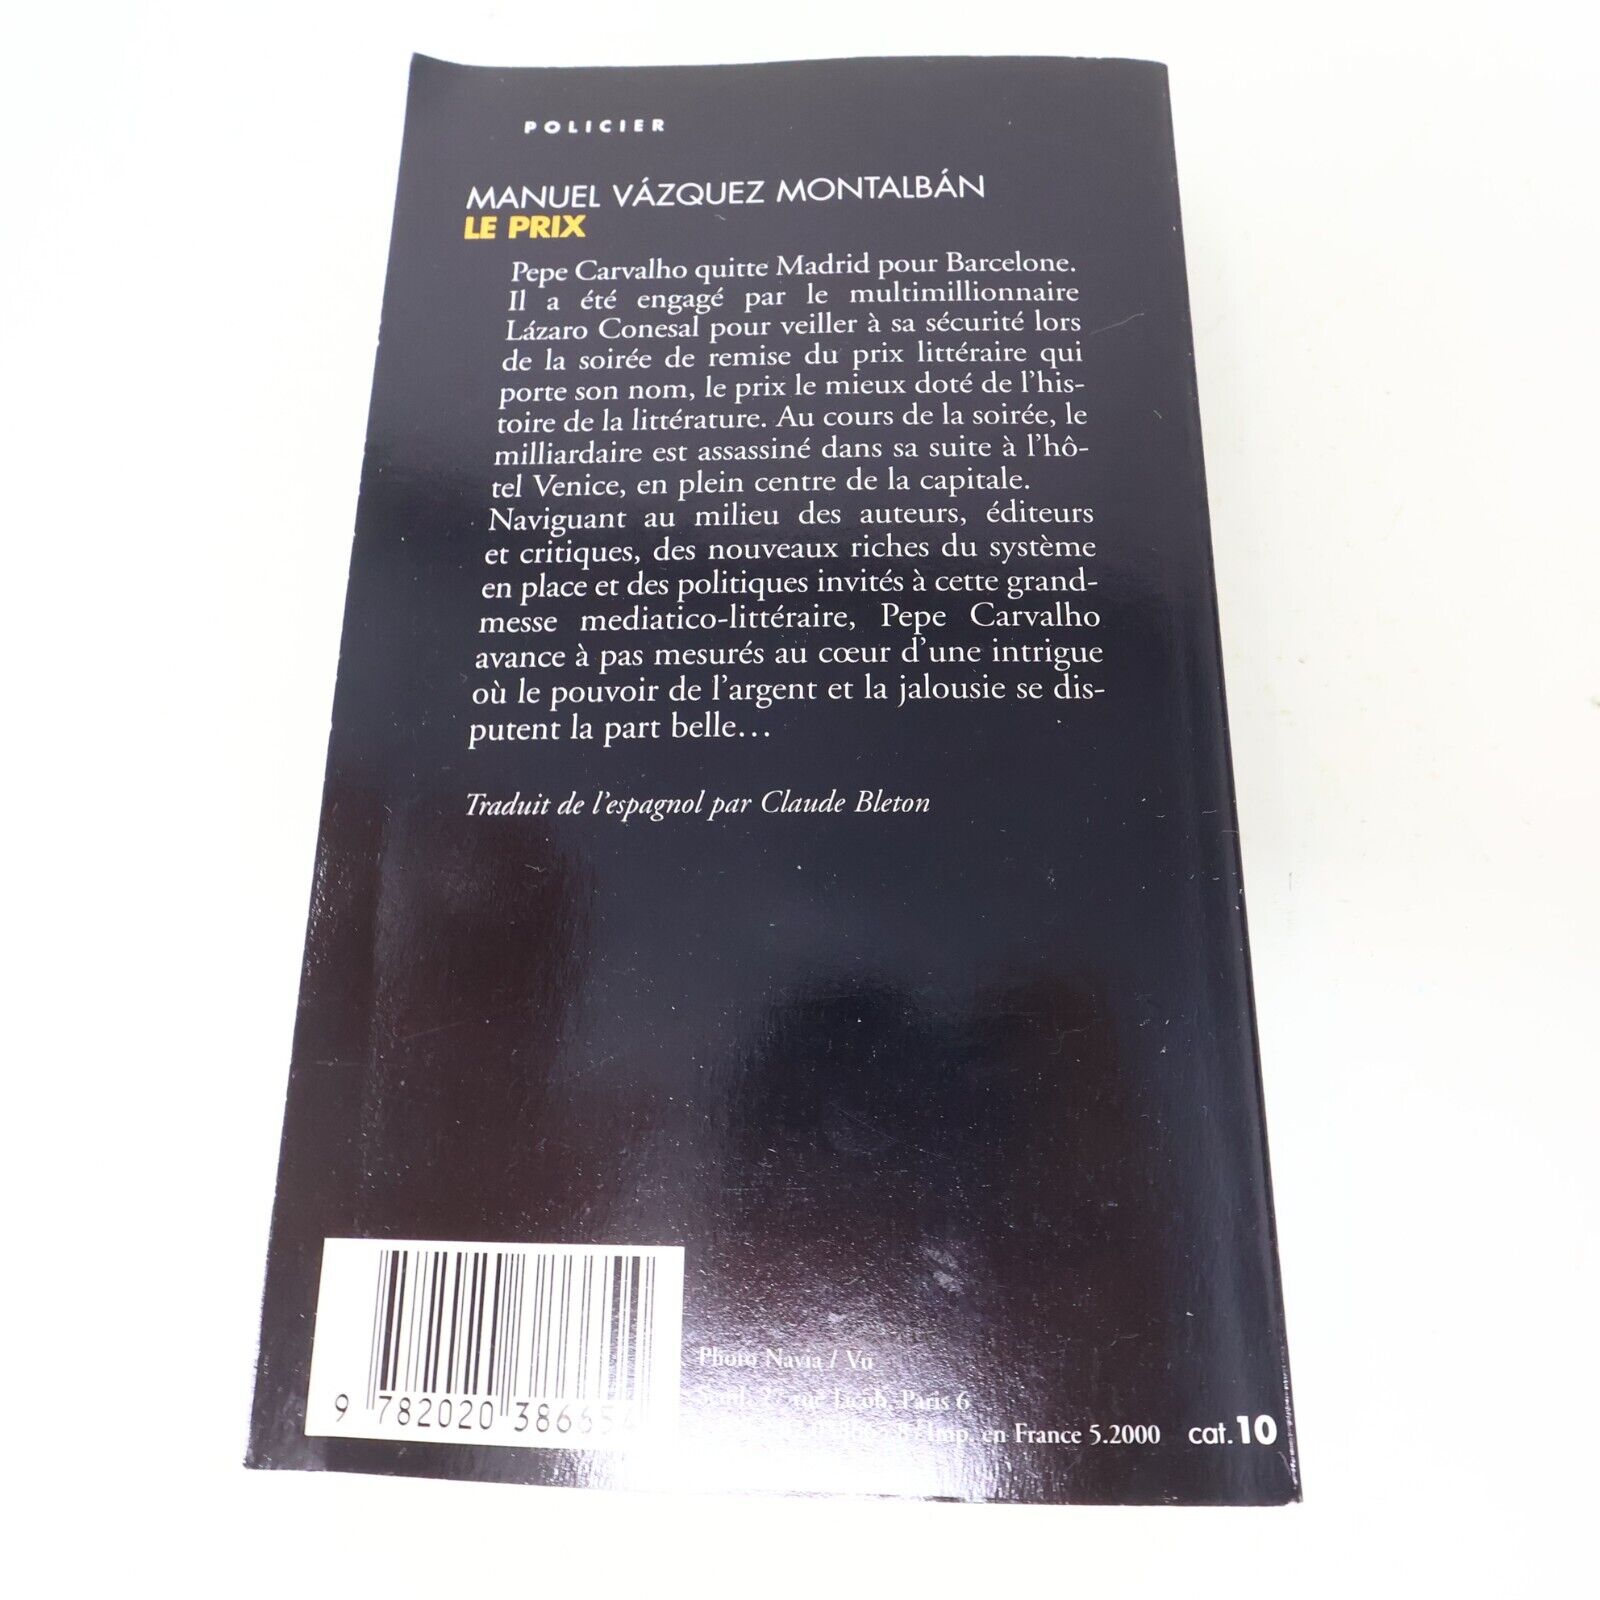 POLICIER
MANUEL VÁZQUEZ MONTALBÁN
LE PRIX
Pepe Carvalho quitte Madrid pour Barcelone.
Il a été engagé par le multimillionnaire
Lázaro Conesal pour veiller à sa sécurité lors
de la soirée de remise du prix littéraire qui
porte son nom, le prix le mieux doté de l'his-
toire de la littérature. Au cours de la soirée, le
milliardaire est assassiné dans sa suite à l'hô-
tel Venice, en plein centre de la capitale.
Naviguant au milieu des auteurs, éditeurs
et critiques, des nouveaux riches du système
en place et des politiques invités à cette grand-
messe mediatico-littéraire, Pepe Carvalho
avance à pas mesurés au cœur d'une intrigue
où le pouvoir de l'argent et la jalousie se dis-
putent la part belle...
Traduit de l'espagnol par Claude Bleton
Photo Navia / Vu
rue Jacob, Paris 6
Imp. en France 5.2000 cat.10
9 782020 386654